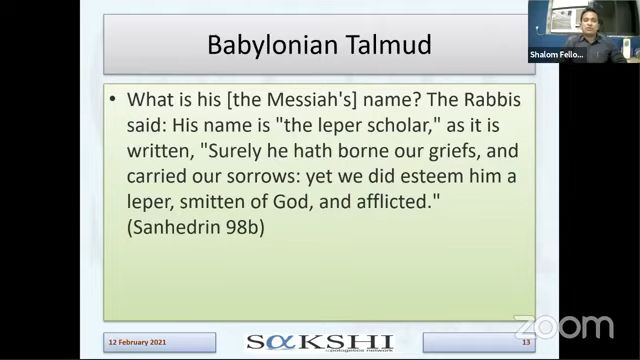 Babylonian Talmud
Shalom Fello...
• What is his [the Messiah's] name? The Rabbis
said: His name is "the leper scholar," as it is
written, "Surely he hath borne our griefs, and
carried our sorrows: yet we did esteem him a
leper, smitten of God, and afflicted."
(Sanhedrin 98b)
zoom
12 February 2021
SαKSHI
apologetics network
13